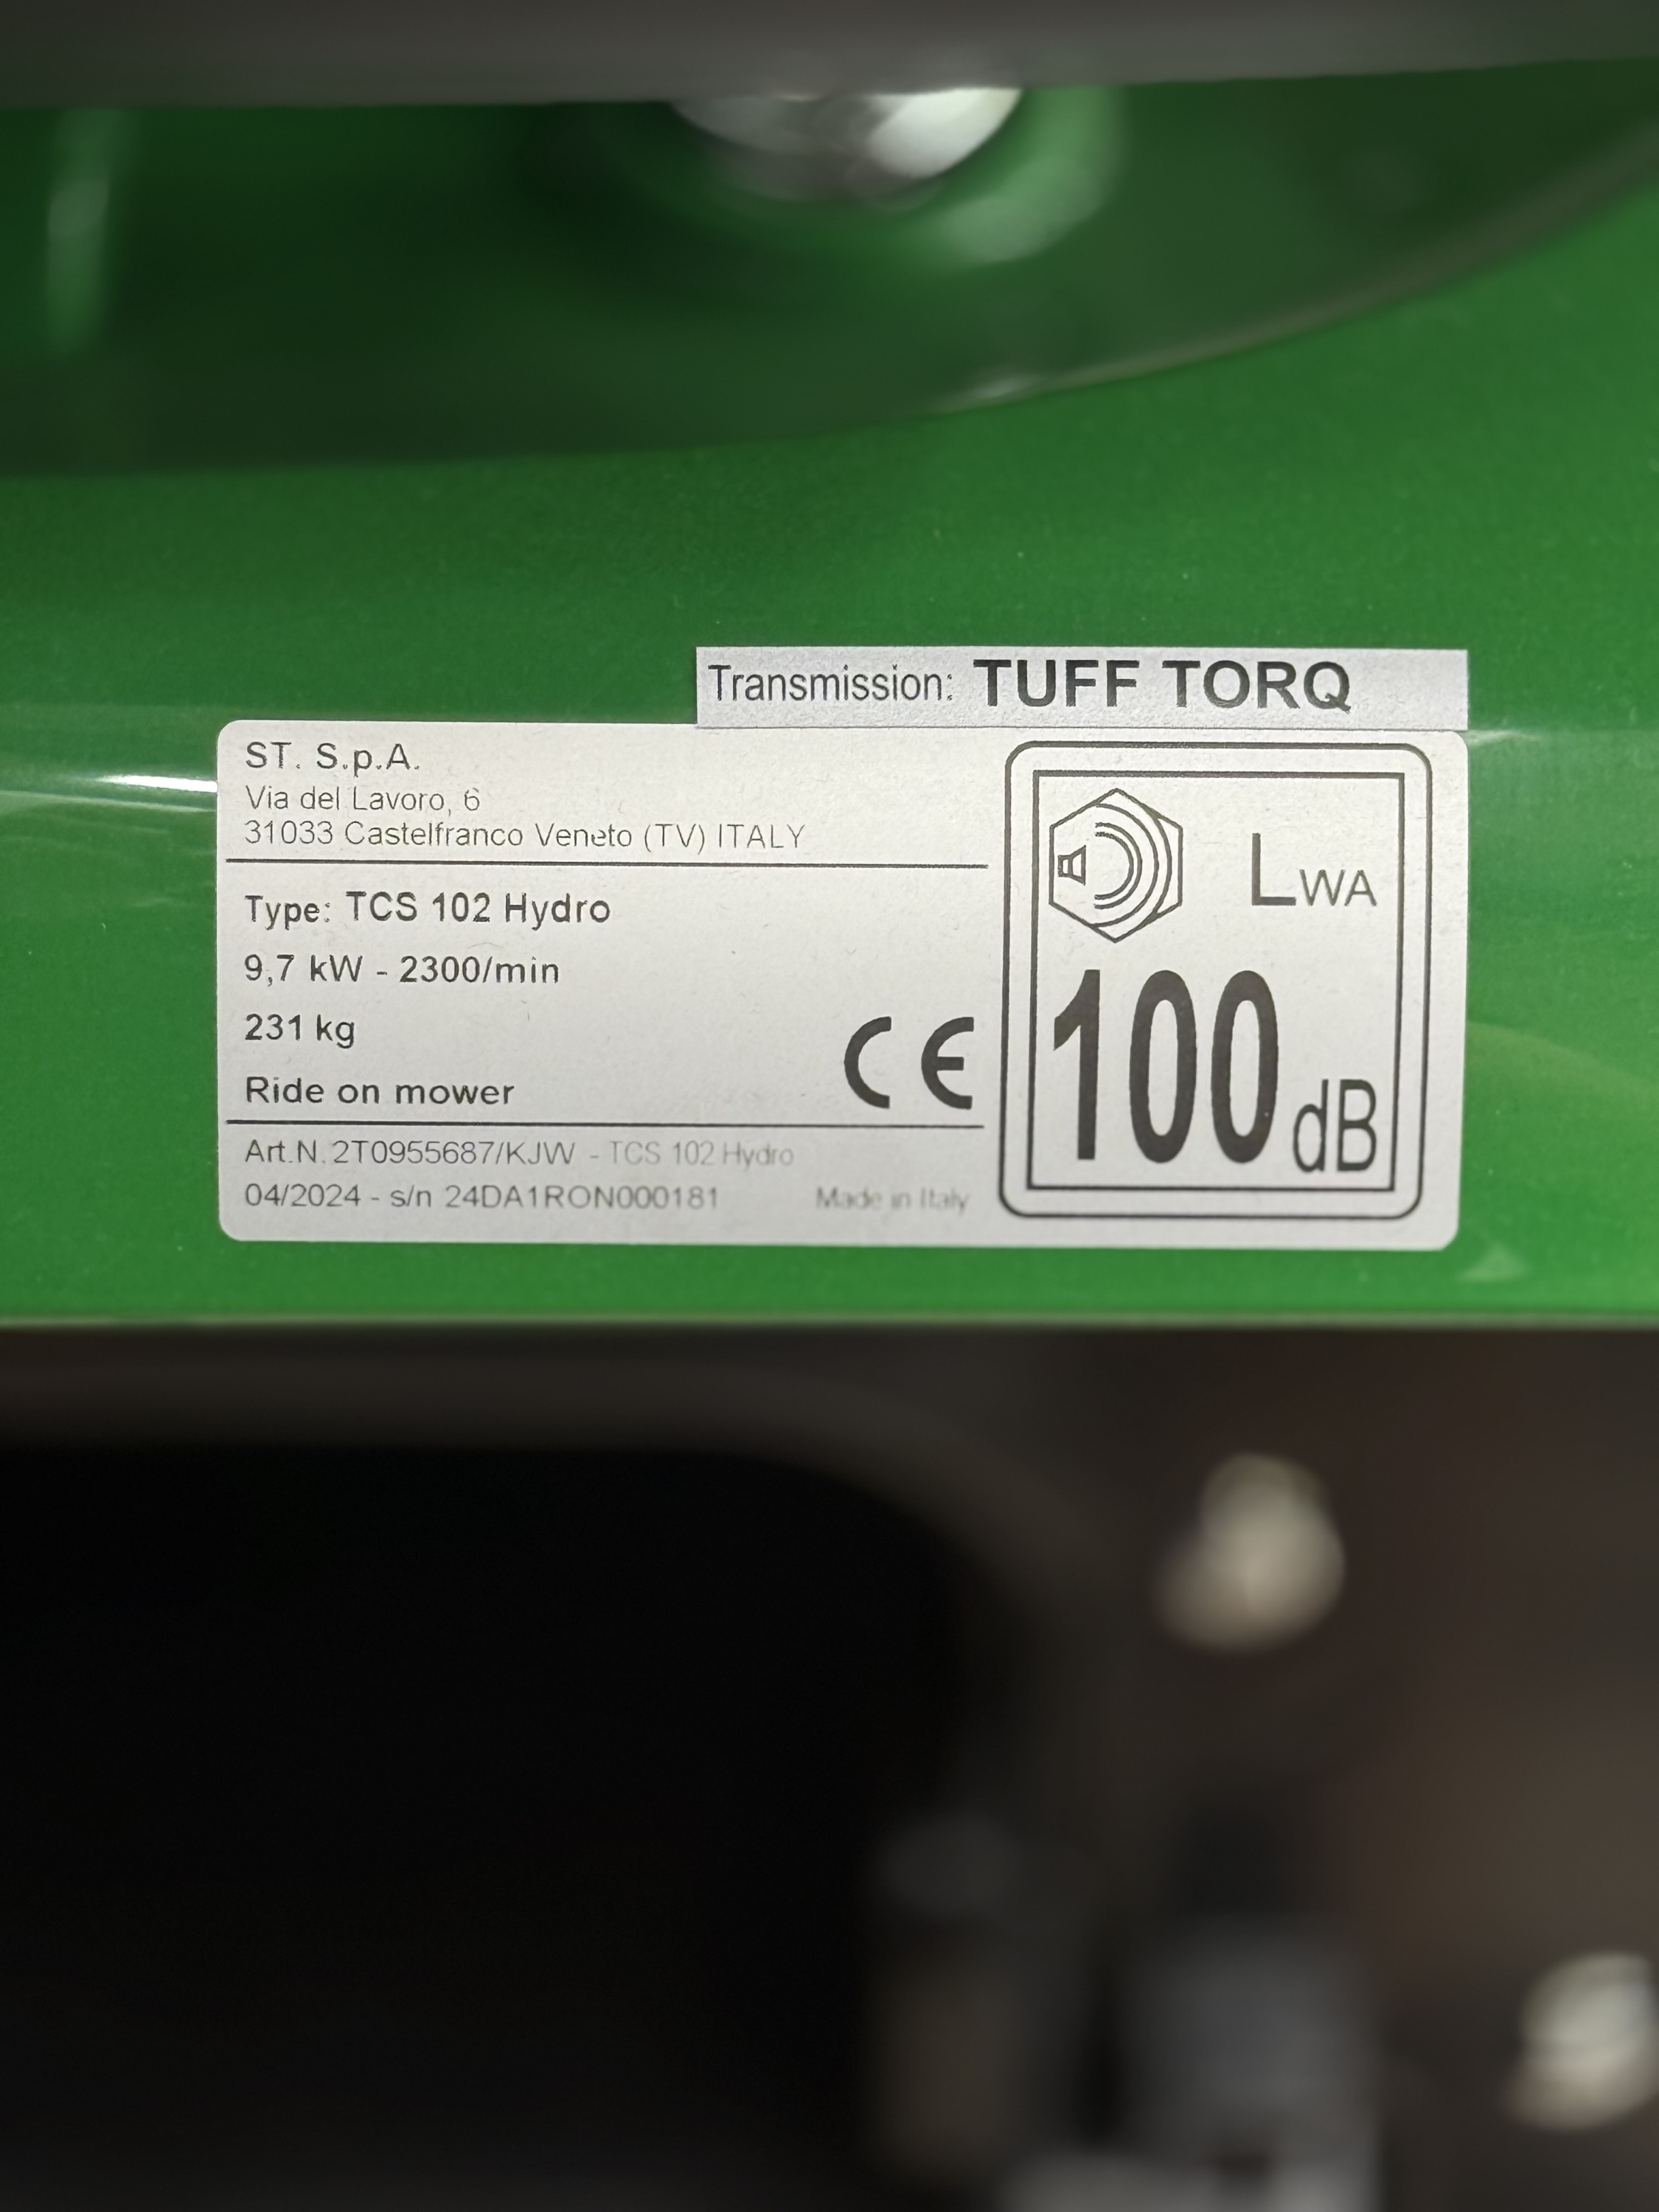 Transmission: TUFF TORQ
ST. S.p.A.
Via del Lavoro, 6
31033 Castelfranco Veneto (TV) ITALY
Type: TCS 102 Hydro
9,7 kW - 2300/min
231 kg
Ride on mower
CE
Art.N. 2T0955687/KJW - TCS 102 Hydro
04/2024 - s/n 24DA1RON000181
Made in Italy
LWA
100 dB